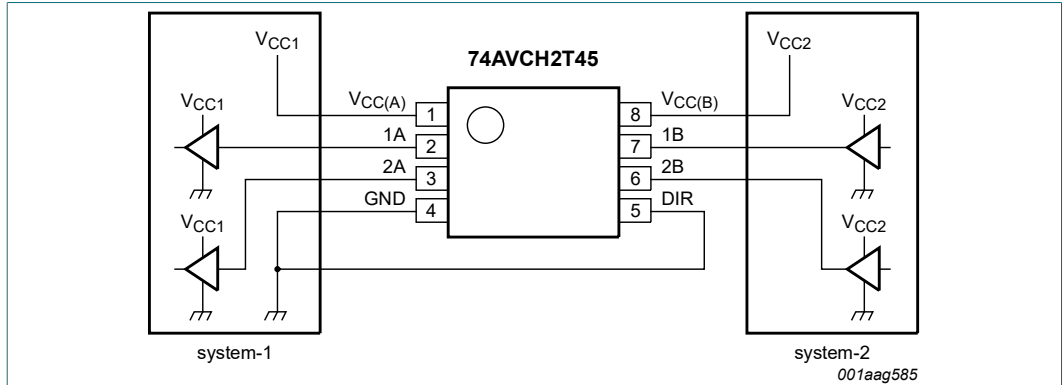 VCC1
VCC2
74AVCH2T45
VCC1
VCC(A)
1
8
VCC(B)
VCC2
1A
2
7
1B
2A
3
6
2B
GND
4
5
DIR
VCC1
VCC2
system-1
system-2
001aag585